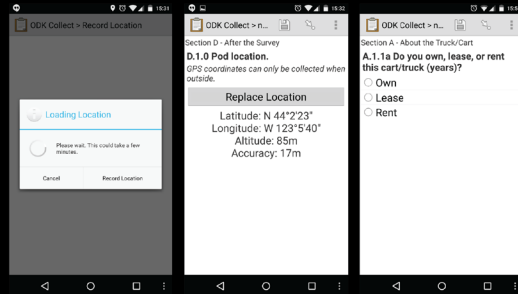 15:31
ODK Collect > Record Location
Loading Location
Please wait. This could take a few
minutes.
Cancel
Record Location
15:32
ODK Collect > n...
Section D - After the Survey
D.1.0 Pod location.
GPS coordinates can only be collected when
outside.
Replace Location
Latitude: N 44°2'23"
Longitude: W 123°5'40"
Altitude: 85m
Accuracy: 17m
ODK Collect > n...
Section A - About the Truck/Cart
A.1.1a Do you own, lease, or rent
this cart/truck (years)?
Own
Lease
Rent